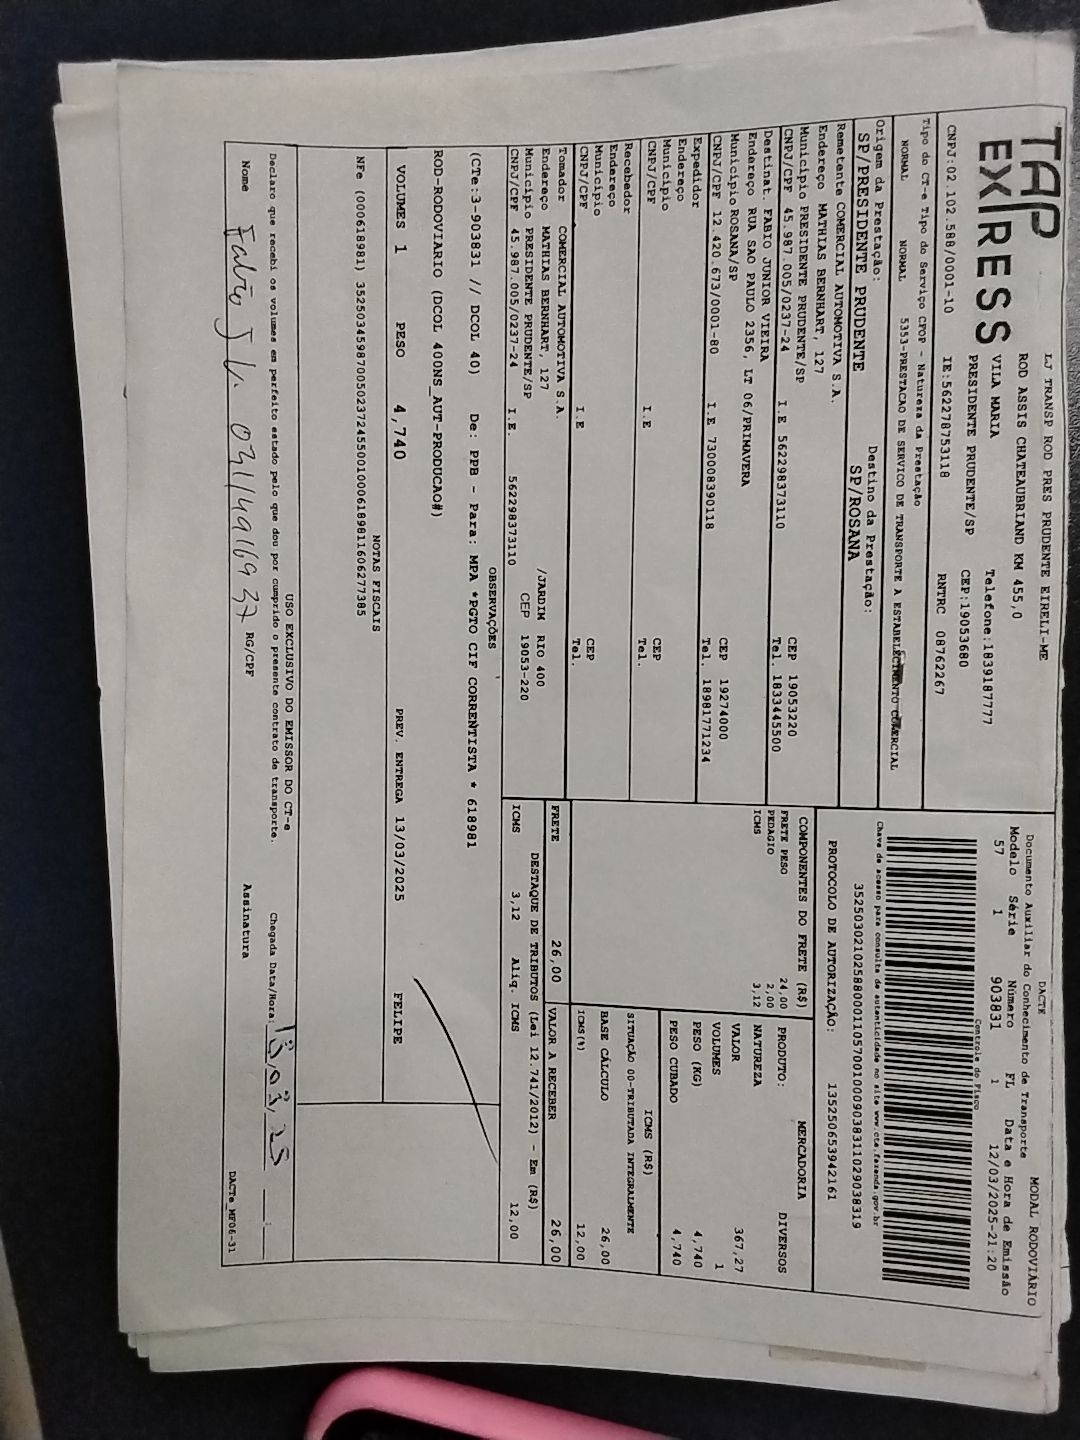 TAP
EXPRESS
LJ TRANSP ROD PRES PRUDENTE EIRELI-ME
ROD ASSIS CHATEAUBRIAND KM 455,0
VILA MARIA Telefone:1839187777
PRESIDENTE PRUDENTE/SP CEP:19053680
CNPJ:02.102.588/0001-10 IE:562278753118 RNTRC 08762267
Tipo do CT-e Tipo do Serviço CFOP - Natureza da Prestação
NORMAL NORMAL 5353-PRESTACAO DE SERVICO DE TRANSPORTE A ESTABELECIMENTO COMERCIAL
Origem da Prestação: Destino da Prestação:
SP/PRESIDENTE PRUDENTE SP/ROSANA
Remetente COMERCIAL AUTOMOTIVA S.A.
Endereço MATHIAS BERNHART, 127
Município PRESIDENTE PRUDENTE/SP CEP 19053220
CNPJ/CPF 45.987.005/0237-24 I.E 562298373110 Tel. 1833445500
Destinat. FABIO JUNIOR VIEIRA
Endereço RUA SAO PAULO 2356, LT 06/PRIMAVERA
Município ROSANA/SP CEP 19274000
CNPJ/CPF 12.420.673/0001-80 I.E 730008390118 Tel. 18981771234
Expedidor
Endereço
Município CEP
CNPJ/CPF I.E Tel.
Recebedor
Endereço
Município CEP
CNPJ/CPF I.E Tel.
Tomador COMERCIAL AUTOMOTIVA S.A.
Endereço MATHIAS BERNHART, 127 /JARDIM RIO 400
Município PRESIDENTE PRUDENTE/SP CEP 19053-220
CNPJ/CPF 45.987.005/0237-24 I.E. 562298373110
DACTE MODAL RODOVIÁRIO
Documento Auxiliar do Conhecimento de Transporte
Modelo Série Número FL Data e Hora de Emissão
57 1 903831 1 12/03/2025-21:20
Controle do Fisco
Chave de acesso para consulta de autenticidade no site www.cte.fazenda.gov.br
35250302102588000110570010009038311029038319
PROTOCOLO DE AUTORIZAÇÃO: 135250653942161
COMPONENTES DO FRETE (R$)
FRETE PESO 24,00
PEDAGIO 2,00
ICMS 3,12
MERCADORIA
PRODUTO: DIVERSOS
NATUREZA
VALOR 367,27
VOLUMES 1
PESO (KG) 4,740
PESO CUBADO 4,740
ICMS (R$)
SITUAÇÃO 00-TRIBUTADA INTEGRALMENTE
BASE CÁLCULO 26,00
ICMS(%) 12,00
FRETE 26,00 VALOR A RECEBER 26,00
DESTAQUE DE TRIBUTOS (Lei 12.741/2012) - Em (R$)
ICMS 3,12 Aliq. ICMS 12,00
OBSERVAÇÕES
(CTe:3-903831 // DCOL 40) De: PPB - Para: MPA *PGTO CIF CORRENTISTA * 618981
ROD-RODOVIARIO (DCOL 400NS_AUT-PRODUCAO#)
VOLUMES 1 PESO 4,740 PREV. ENTREGA 13/03/2025 FELIPE
NOTAS FISCAIS
NFe (000618981) 35250345987005023724550010006189811606277385
USO EXCLUSIVO DO EMISSOR DO CT-e
Declaro que recebi os volumes em perfeito estado pelo que dou por cumprido o presente contrato de transporte. Chegada Data/Hora: 13,03,25 :
Nome RG/CPF Assinatura
DACTe_MF06-31